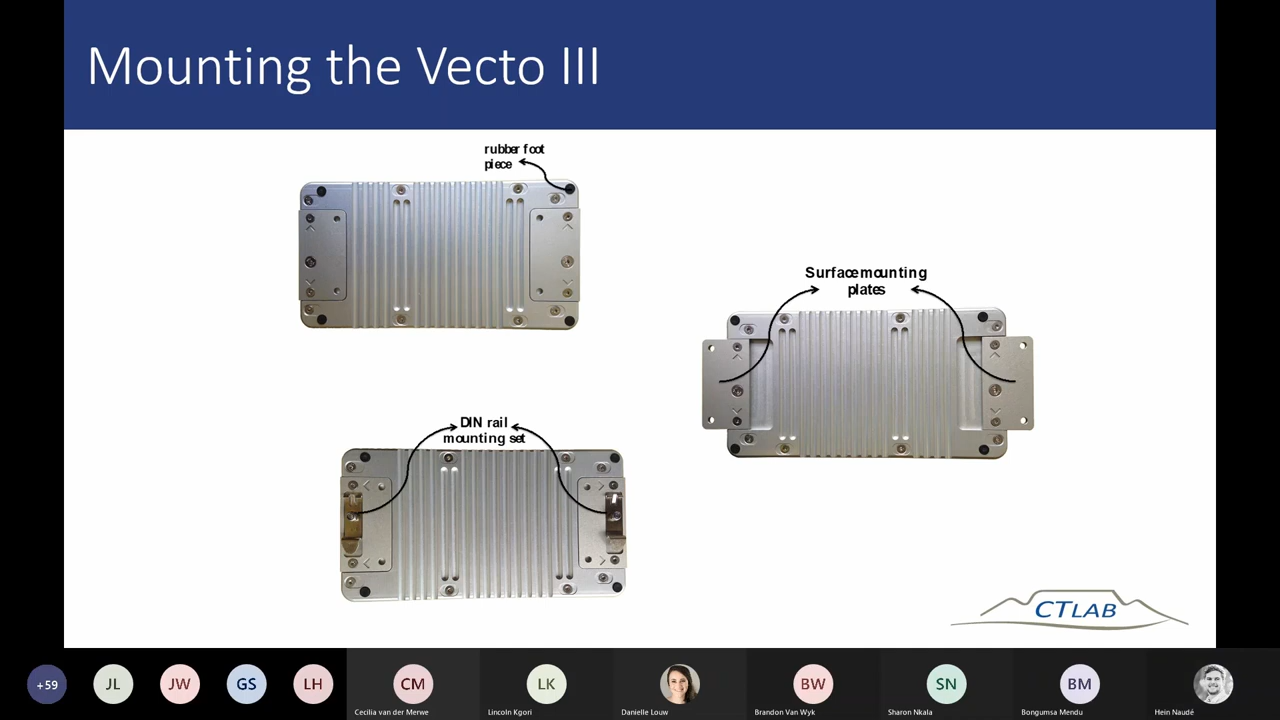 Mounting the Vecto III
rubber foot
piece
Surface mounting
plates
DIN rail
mounting set
CTLAB
+59
JL
JW
GS
LH
CM
LK
BW
SN
BM
Cecilia van der Merwe
Lincoln Kgori
Danielle Louw
Brandon Van Wyk
Sharon Nkala
Bongumsa Mendu
Hein Naudé